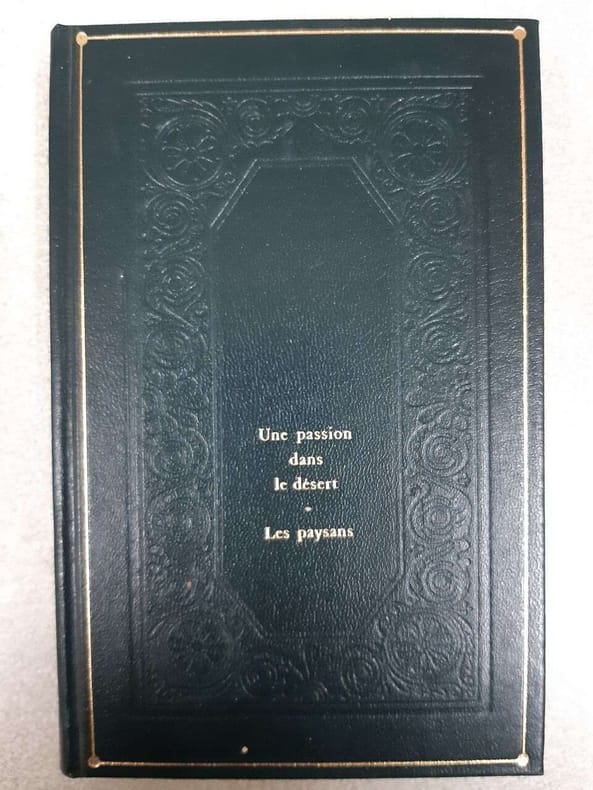 Une passion
dans
le désert
Les paysans